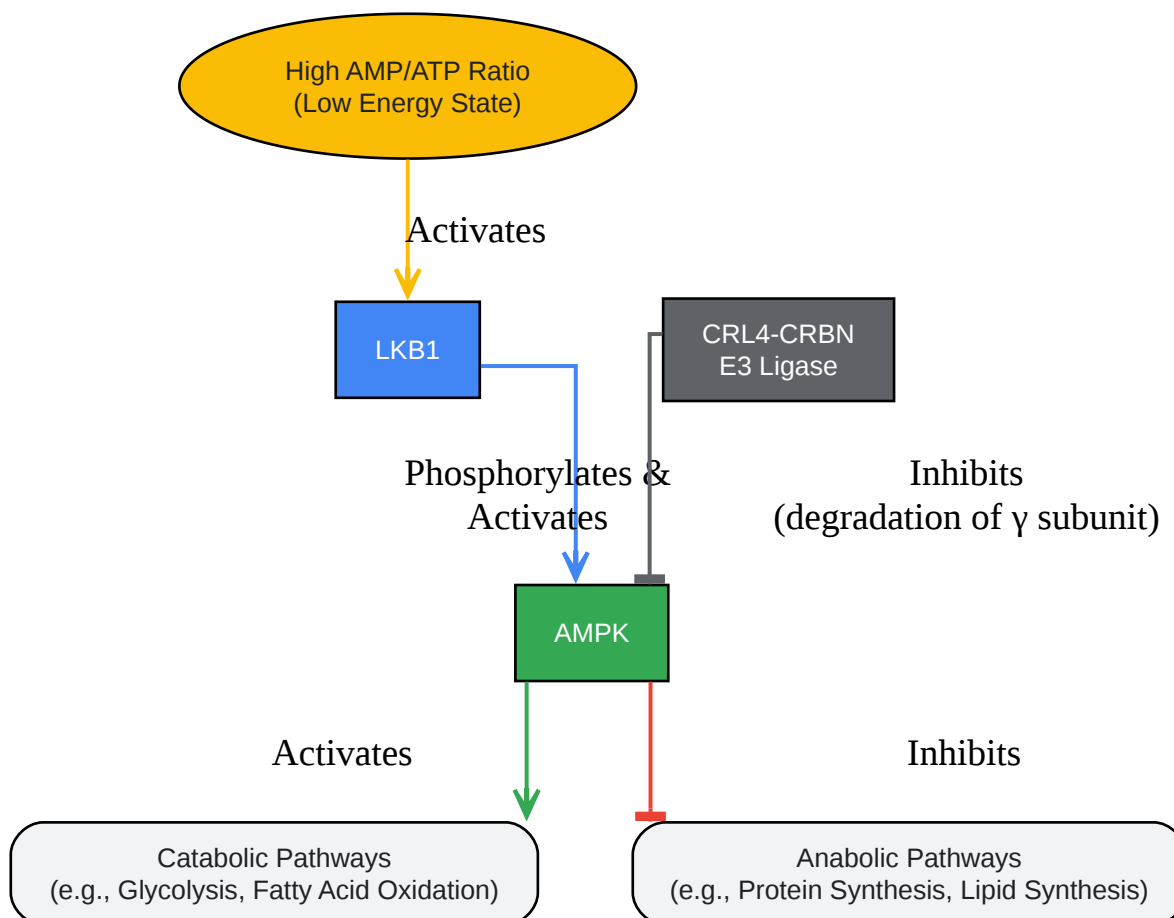 High AMP/ATP Ratio
(Low Energy State)
Activates
LKB1
CRL4-CRBN
E3 Ligase
Phosphorylates &
Activates
Inhibits
(degradation of γ subunit)
AMPK
Activates
Inhibits
Catabolic Pathways
(e.g., Glycolysis, Fatty Acid Oxidation)
Anabolic Pathways
(e.g., Protein Synthesis, Lipid Synthesis)